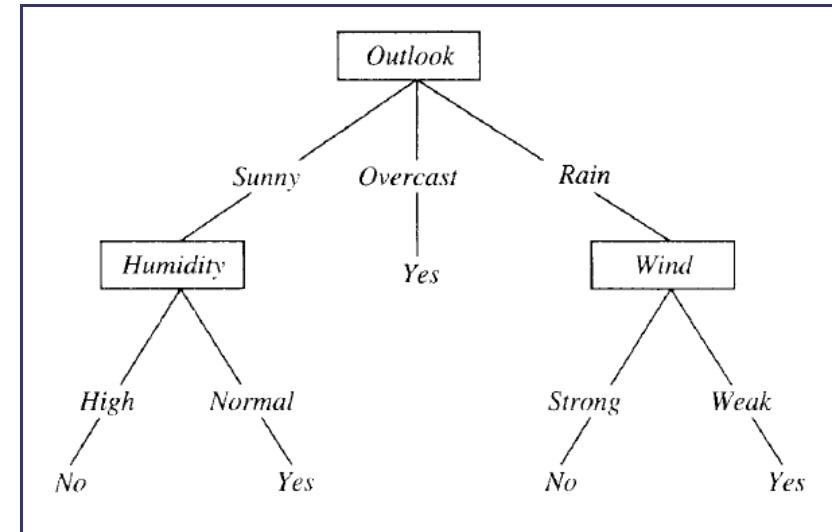 Outlook
Sunny Overcast Rain
Humidity Yes Wind
High Normal Strong Weak
No Yes No Yes